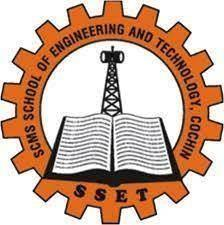 SCMS SCHOOL OF ENGINEERING AND TECHNOLOGY, COCHIN
SSET